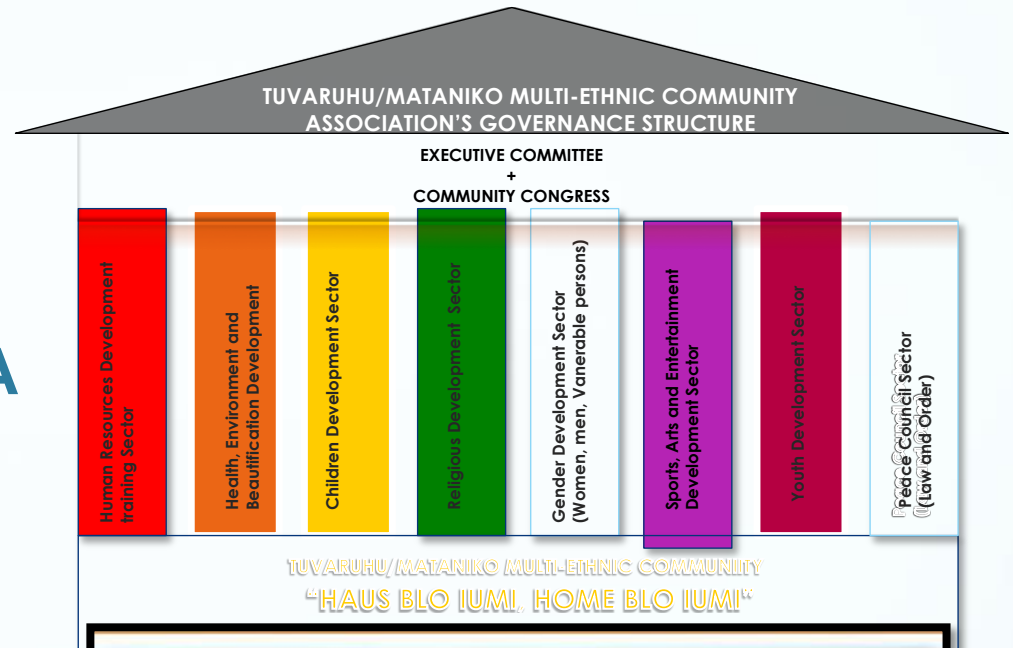 TUVARUHU/MATANIKO MULTI-ETHNIC COMMUNITY
ASSOCIATION'S GOVERNANCE STRUCTURE
EXECUTIVE COMMITTEE
+
COMMUNITY CONGRESS
A
Human Resources Development
training Sector
Health, Environment and
Beautification Development
Children Development Sector
Religious Development Sector
Gender Development Sector
(Women, men, Vanerable persons)
Sports, Arts and Entertainment
Development Sector
Youth Development Sector
Peace Council Sector
(Law and Order)
TUVARUHU/MATANIKO MULTI-ETHNIC COMMUNITY
"HAUS BLO IUMI, HOME BLO IUMI"